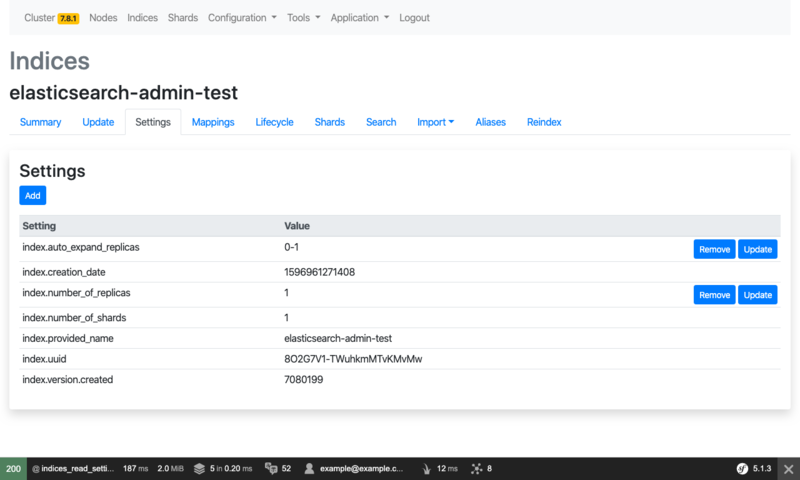 Cluster 7.8.1 Nodes Indices Shards Configuration Tools Application Logout
Indices
elasticsearch-admin-test
Summary Update Settings Mappings Lifecycle Shards Search Import Aliases Reindex
Settings
Add
Setting Value
index.auto_expand_replicas 0-1 Remove Update
index.creation_date 1596961271408
index.number_of_replicas 1 Remove Update
index.number_of_shards 1
index.provided_name elasticsearch-admin-test
index.uuid 8O2G7V1-TWuhkmMTvKMvMw
index.version.created 7080199
200 @ indices_read_setti... 187 ms 2.0 MiB 5 in 0.20 ms 52 example@example.c... 12 ms 8 sf 5.1.3